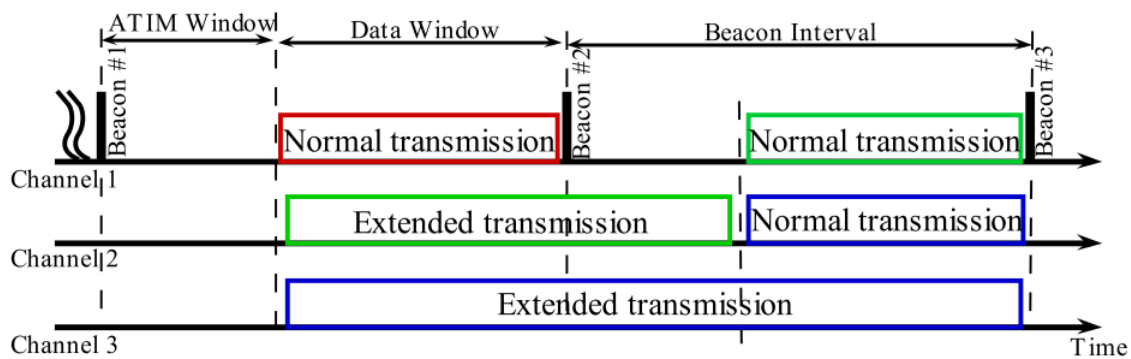 ATIM Window
Data Window
Beacon Interval
Beacon #1
Beacon #2
Beacon #3
Normal transmission
Normal transmission
Channel 1
Extended transmission
Normal transmission
Channel 2
Extended transmission
Channel 3
Time